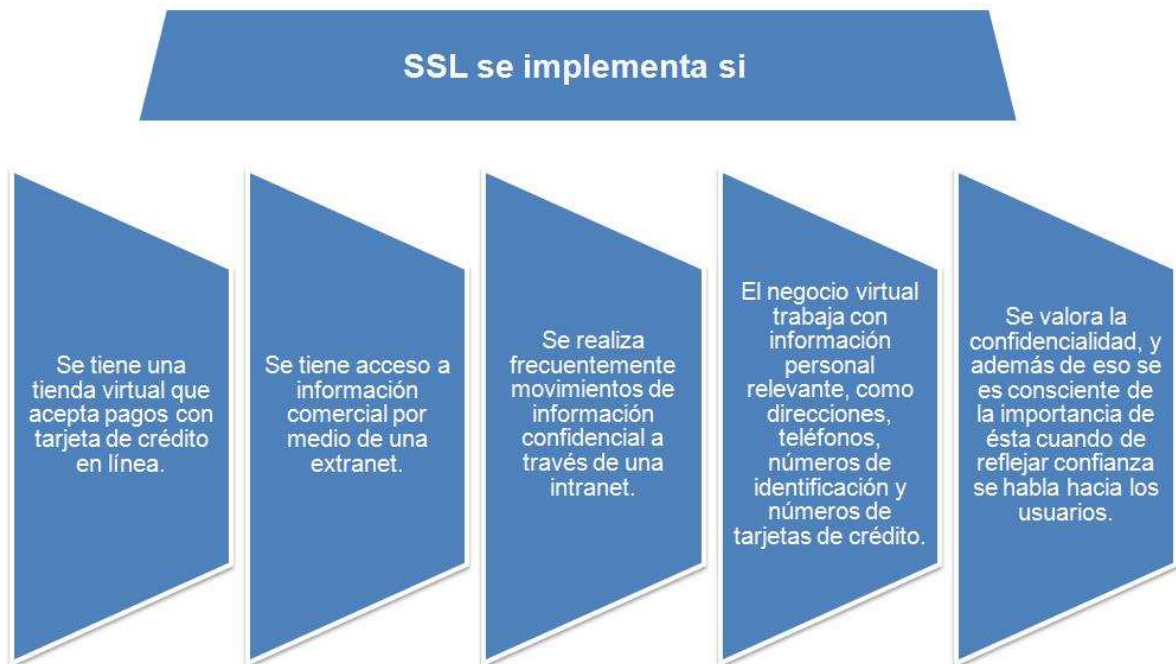 SSL se implementa si
Se tiene una
tienda virtual que
acepta pagos con
tarjeta de crédito
en línea.
Se tiene acceso a
información
comercial por
medio de una
extranet.
Se realiza
frecuentemente
movimientos de
información
confidencial a
través de una
intranet.
El negocio virtual
trabaja con
información
personal
relevante, como
direcciones,
teléfonos,
números de
identificación y
números de
tarjetas de crédito.
Se valora la
confidencialidad, y
además de eso se
es consciente de
la importancia de
ésta cuando de
reflejar confianza
se habla hacia los
usuarios.